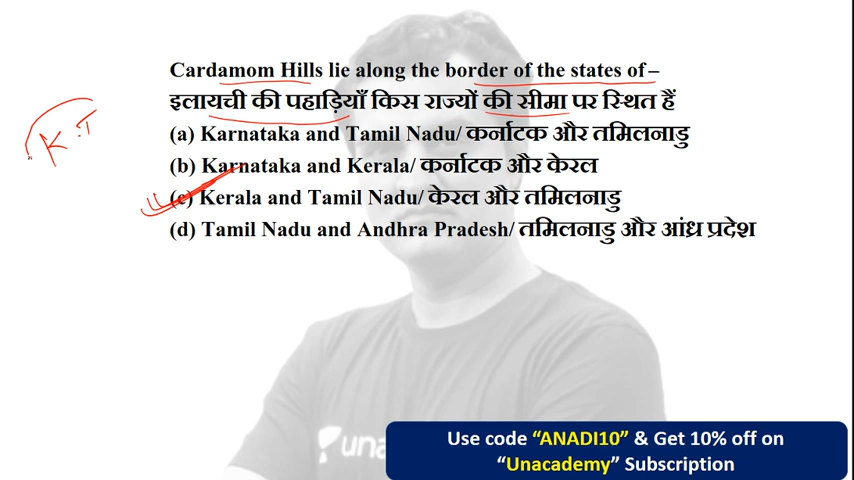 Cardamom Hills lie along the border of the states of –
इलायची की पहाड़ियाँ किस राज्यों की सीमा पर स्थित हैं
K.T
(a) Karnataka and Tamil Nadu/ कर्नाटक और तमिलनाडु
(b) Karnataka and Kerala/ कर्नाटक और केरल
(c) Kerala and Tamil Nadu/ केरल और तमिलनाडु
(d) Tamil Nadu and Andhra Pradesh/ तमिलनाडु और आंध्र प्रदेश
una
Use code “ANADI10” & Get 10% off on
“Unacademy” Subscription